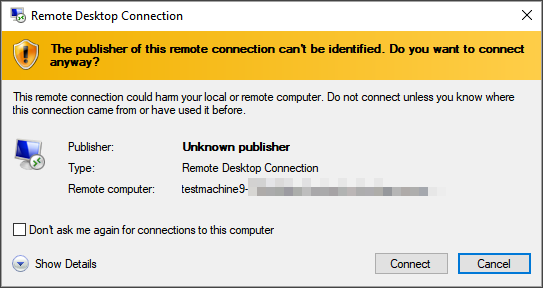 Remote Desktop Connection
The publisher of this remote connection can't be identified. Do you want to connect
anyway?
This remote connection could harm your local or remote computer. Do not connect unless you know where
this connection came from or have used it before.
Publisher: Unknown publisher
Type: Remote Desktop Connection
Remote computer: testmachine9-
Don't ask me again for connections to this computer
Show Details Connect Cancel